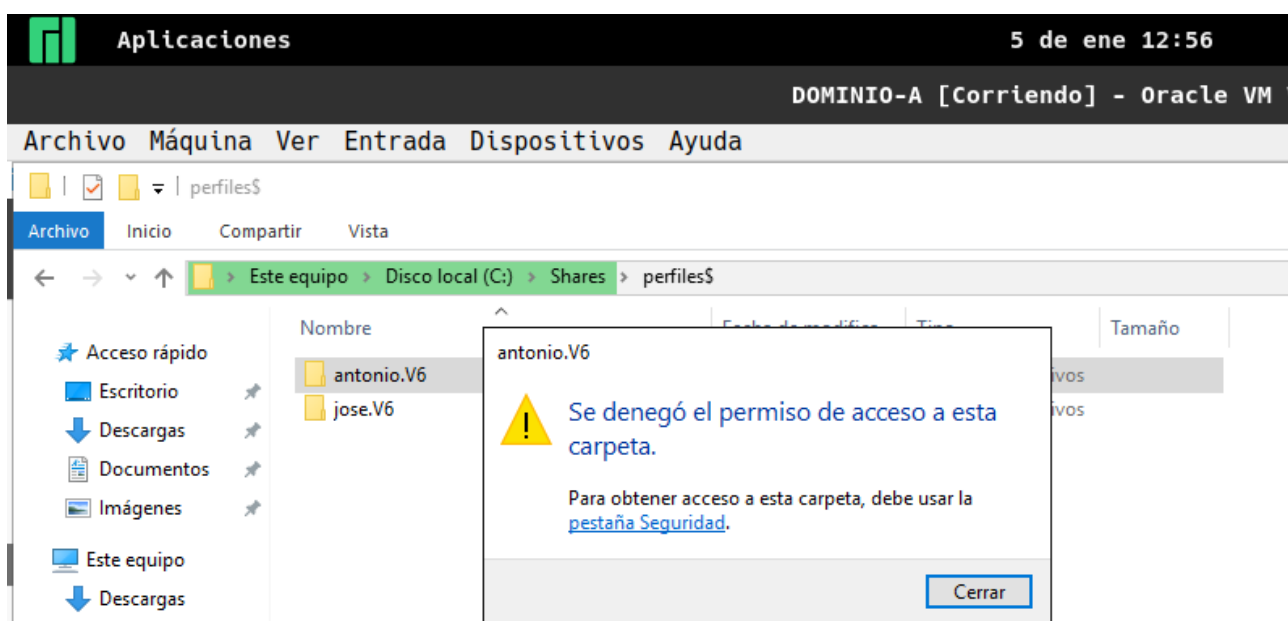 Aplicaciones 5 de ene 12:56
DOMINIO-A [Corriendo] - Oracle VM
Archivo Máquina Ver Entrada Dispositivos Ayuda
perfiles$
Archivo Inicio Compartir Vista
Este equipo > Disco local (C:) > Shares > perfiles$
Nombre Tamaño
Acceso rápido
Escritorio
Descargas
Documentos
Imágenes
Este equipo
Descargas
antonio.V6 ivos
jose.V6 ivos
antonio.V6
Se denegó el permiso de acceso a esta
carpeta.
Para obtener acceso a esta carpeta, debe usar la
pestaña Seguridad.
Cerrar